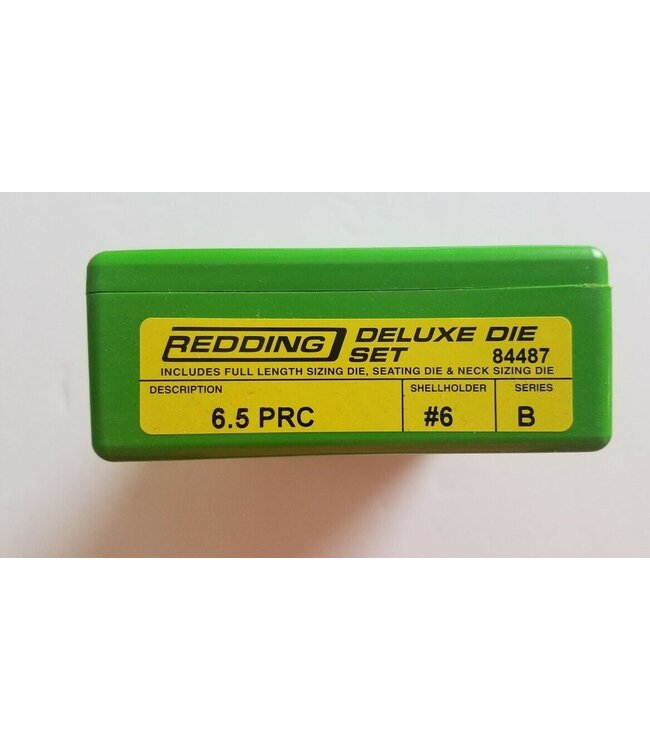 REDDING DELUXE DIE SET 84487
INCLUDES FULL LENGTH SIZING DIE, SEATING DIE & NECK SIZING DIE
DESCRIPTION SHELLHOLDER SERIES
6.5 PRC #6 B